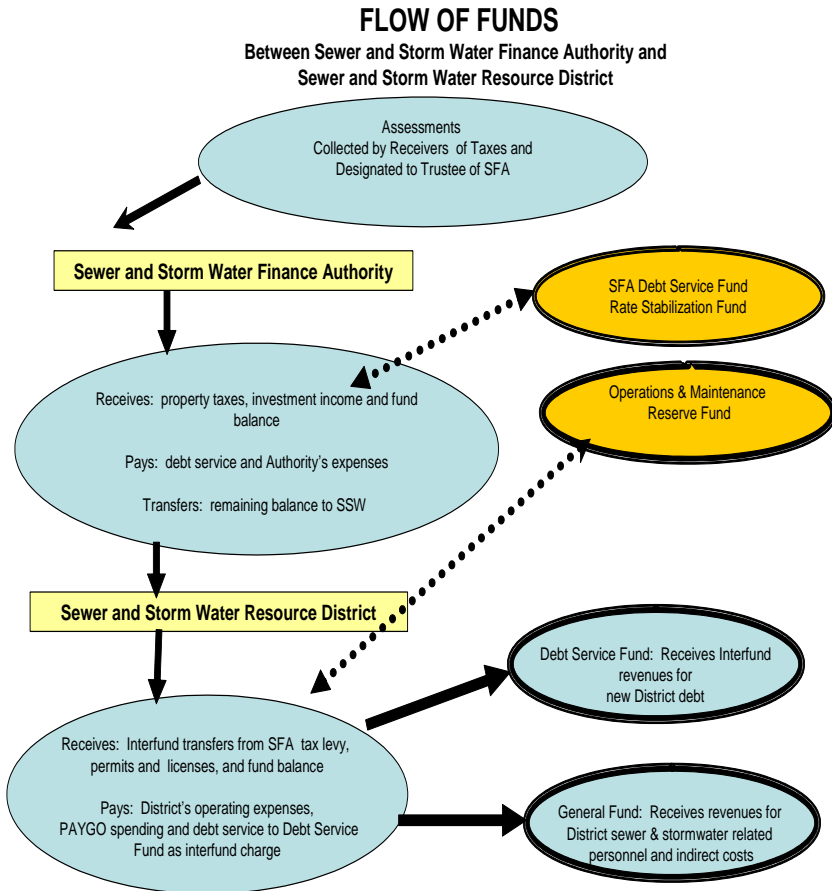 FLOW OF FUNDS
Between Sewer and Storm Water Finance Authority and
Sewer and Storm Water Resource District
Assessments
Collected by Receivers of Taxes and
Designated to Trustee of SFA
Sewer and Storm Water Finance Authority
SFA Debt Service Fund
Rate Stabilization Fund
Operations & Maintenance
Reserve Fund
Receives: property taxes, investment income and fund
balance
Pays: debt service and Authority's expenses
Transfers: remaining balance to SSW
Sewer and Storm Water Resource District
Debt Service Fund: Receives Interfund
revenues for
new District debt
Receives: Interfund transfers from SFA tax levy,
permits and licenses, and fund balance
Pays: District's operating expenses,
PAYGO spending and debt service to Debt Service
Fund as interfund charge
General Fund: Receives revenues for
District sewer & stormwater related
personnel and indirect costs